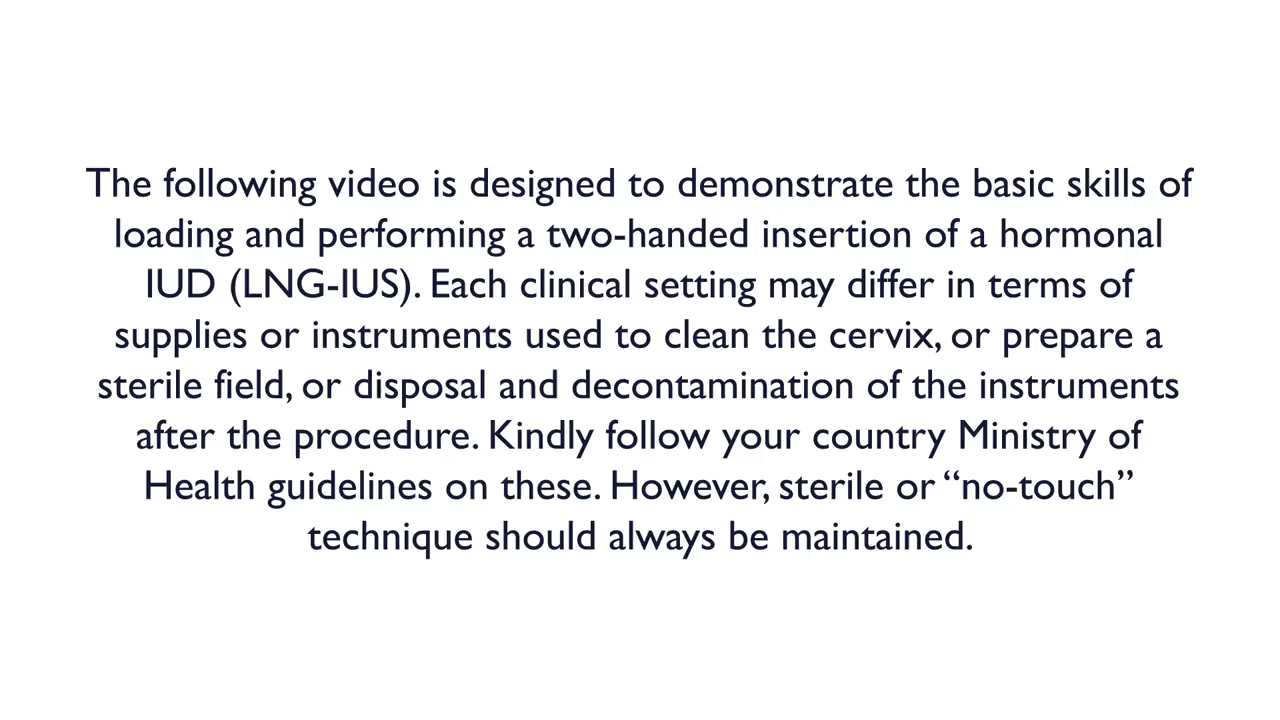 The following video is designed to demonstrate the basic skills of
loading and performing a two-handed insertion of a hormonal
IUD (LNG-IUS). Each clinical setting may differ in terms of
supplies or instruments used to clean the cervix, or prepare a
sterile field, or disposal and decontamination of the instruments
after the procedure. Kindly follow your country Ministry of
Health guidelines on these. However, sterile or “no-touch”
technique should always be maintained.